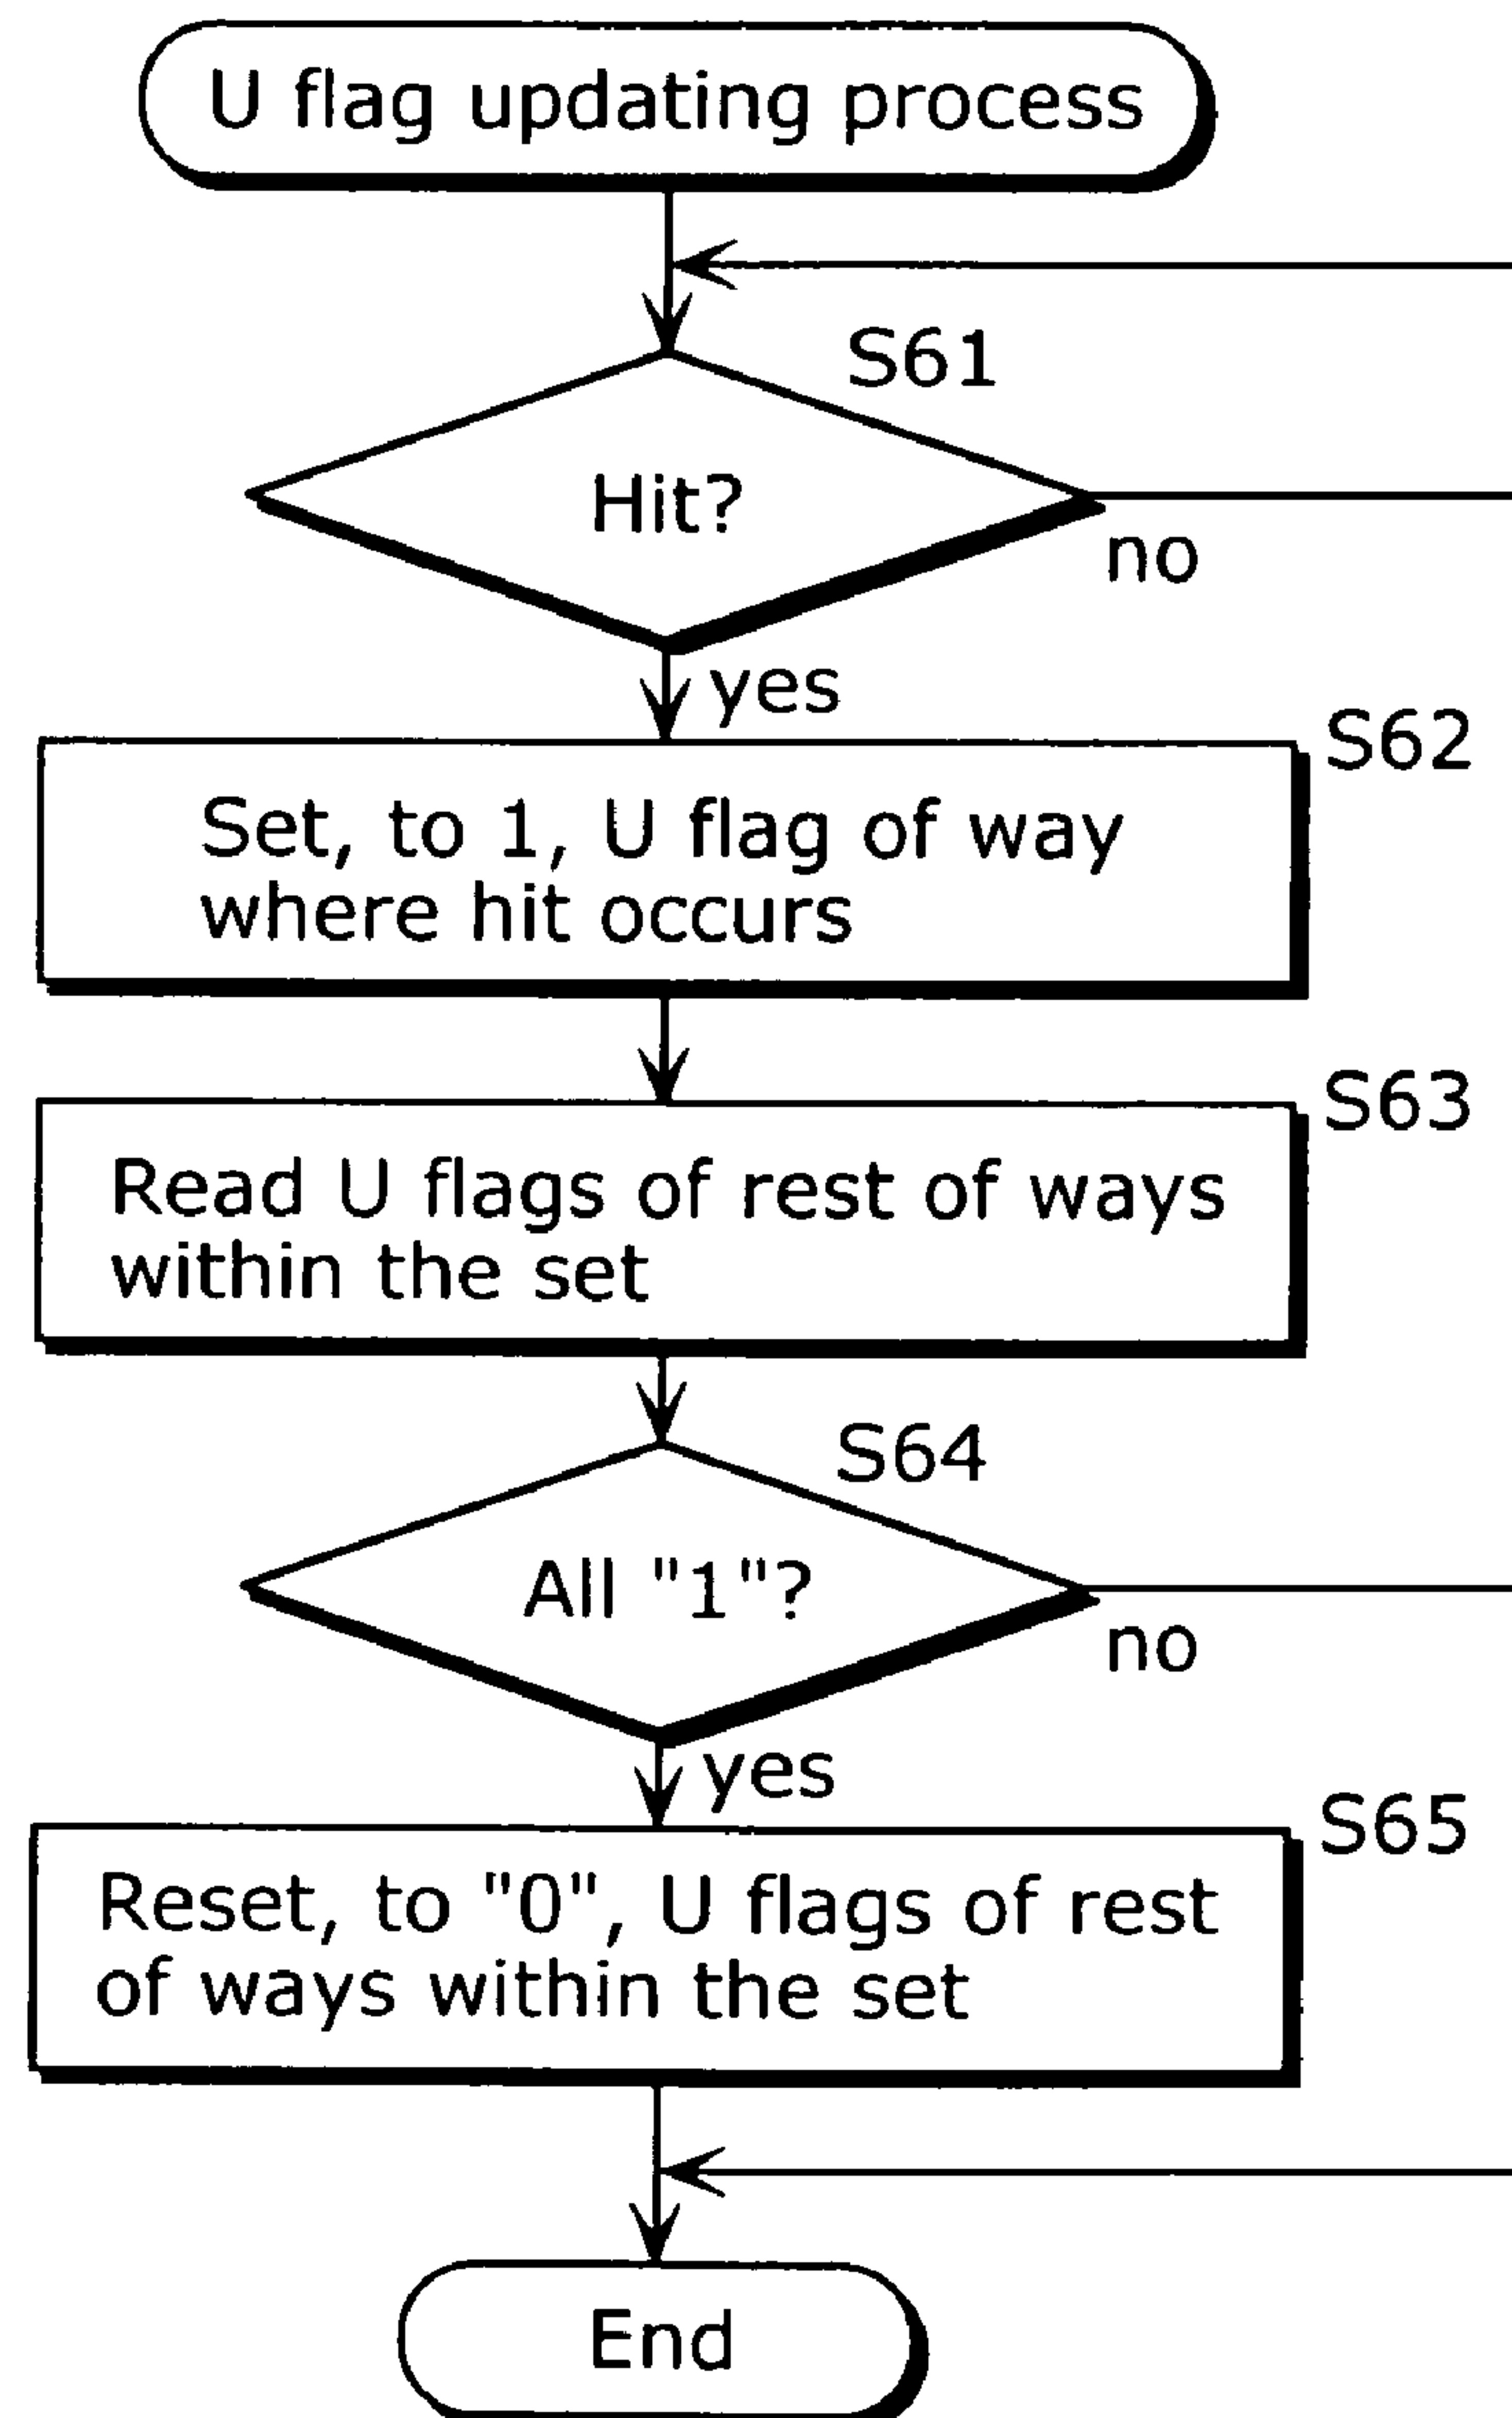 U flag updating process
S61
Hit?
no
yes
S62
Set, to 1, U flag of way
where hit occurs
S63
Read U flags of rest of ways
within the set
S64
All "1"?
no
yes
S65
Reset, to "0", U flags of rest
of ways within the set
End